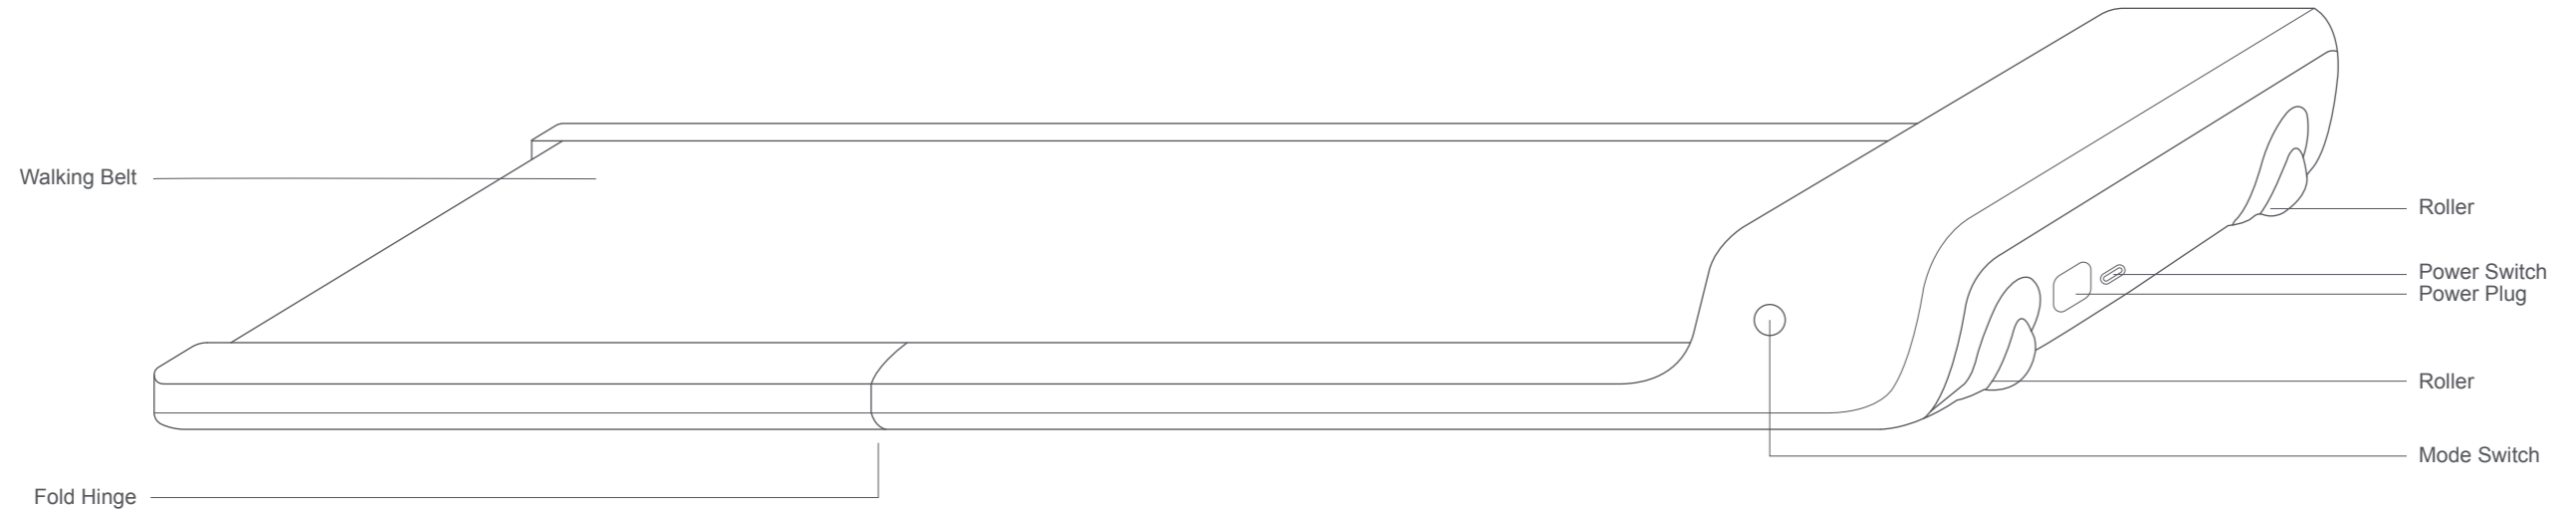 Walking Belt
Roller
Power Switch
Power Plug
Roller
Mode Switch
Fold Hinge